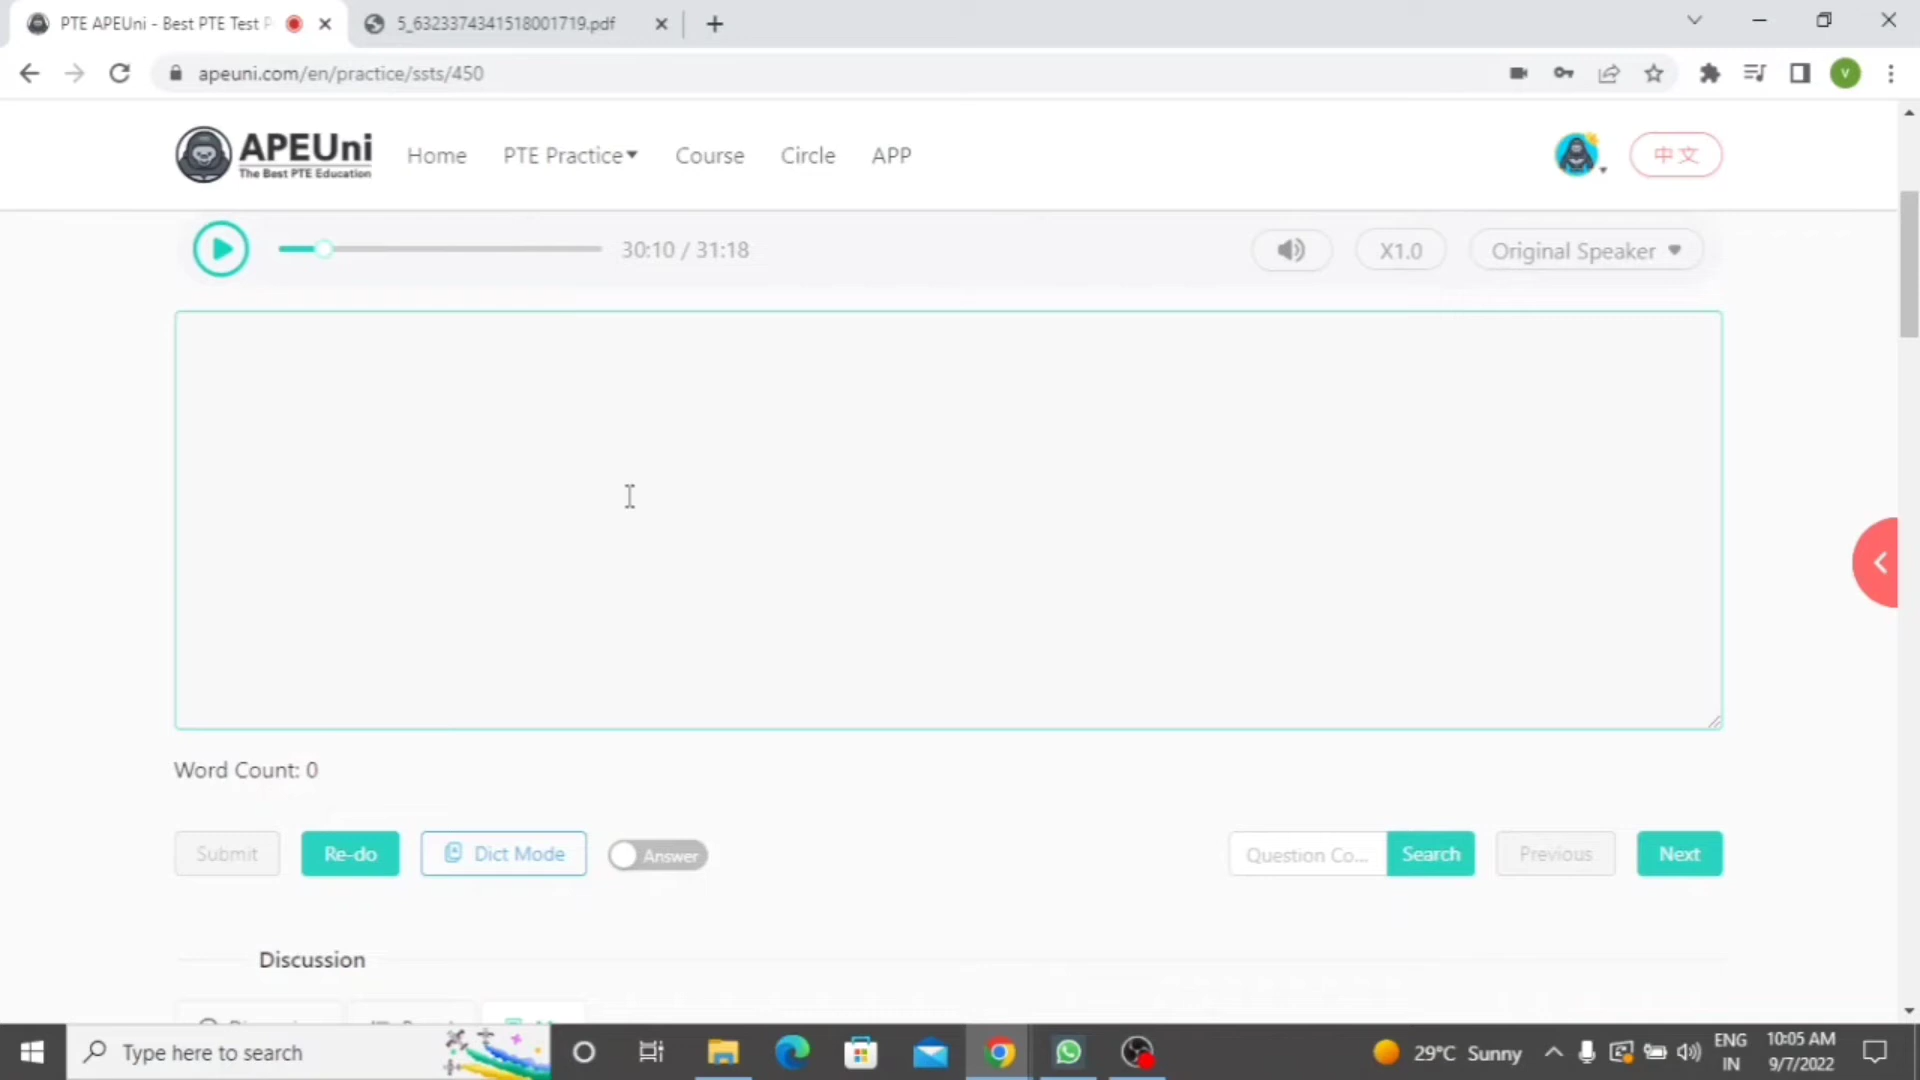 PTE APEUni - Best PTE Test P
5_6323374341518001719.pdf
apeuni.com/en/practice/ssts/450
V
APEUni
The Best PTE Education
Home
PTE Practice
Course
Circle
APP
中文
30:10 / 31:18
X1.0
Original Speaker
Word Count: 0
Submit
Re-do
Dict Mode
Answer
Question Co...
Search
Previous
Next
Discussion
Type here to search
29°C Sunny
ENG
IN
10:05 AM
9/7/2022